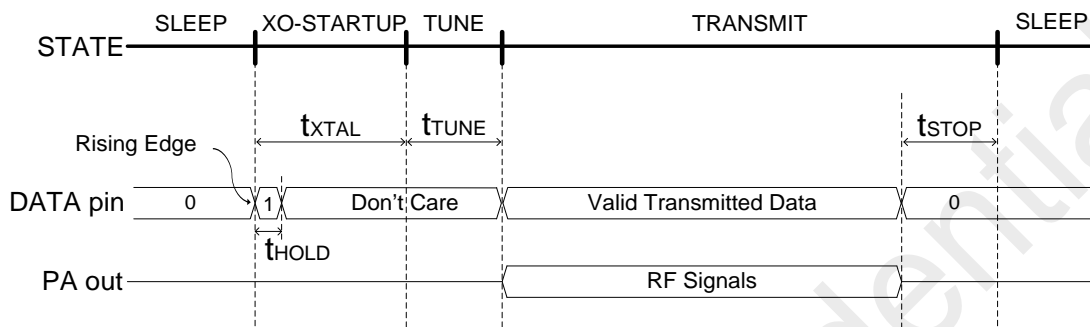 SLEEP XO-STARTUP TUNE TRANSMIT SLEEP
STATE
tXTAL tTUNE tSTOP
Rising Edge
DATA pin 0 1 Don't Care Valid Transmitted Data 0
tHOLD
PA out RF Signals